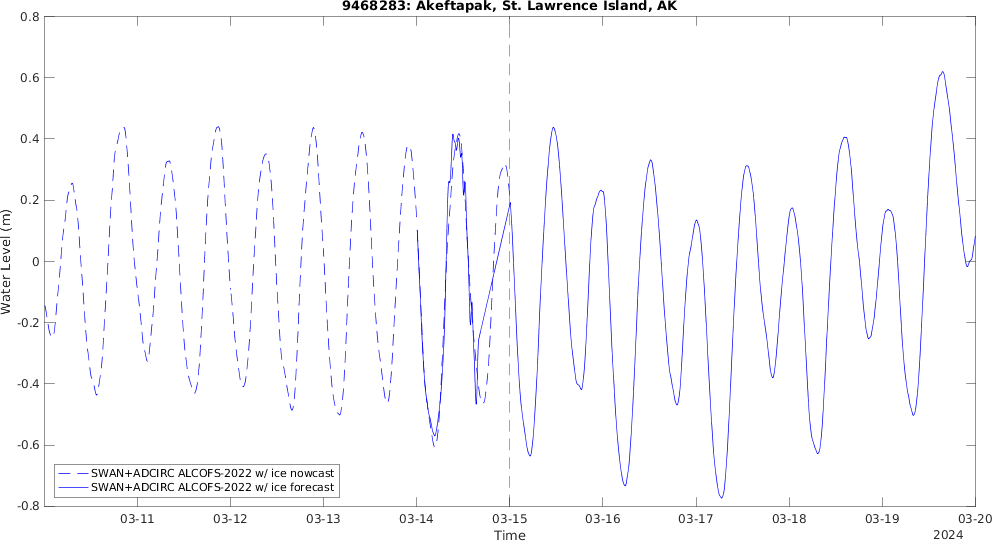 9468283: Akeftapak, St. Lawrence Island, AK
Water Level (m)
0.8
0.6
0.4
0.2
0
-0.2
-0.4
-0.6
-0.8
SWAN+ADCIRC ALCOFS-2022 w/ ice nowcast
SWAN+ADCIRC ALCOFS-2022 w/ ice forecast
03-11 03-12 03-13 03-14 03-15 03-16 03-17 03-18 03-19 03-20
Time
2024